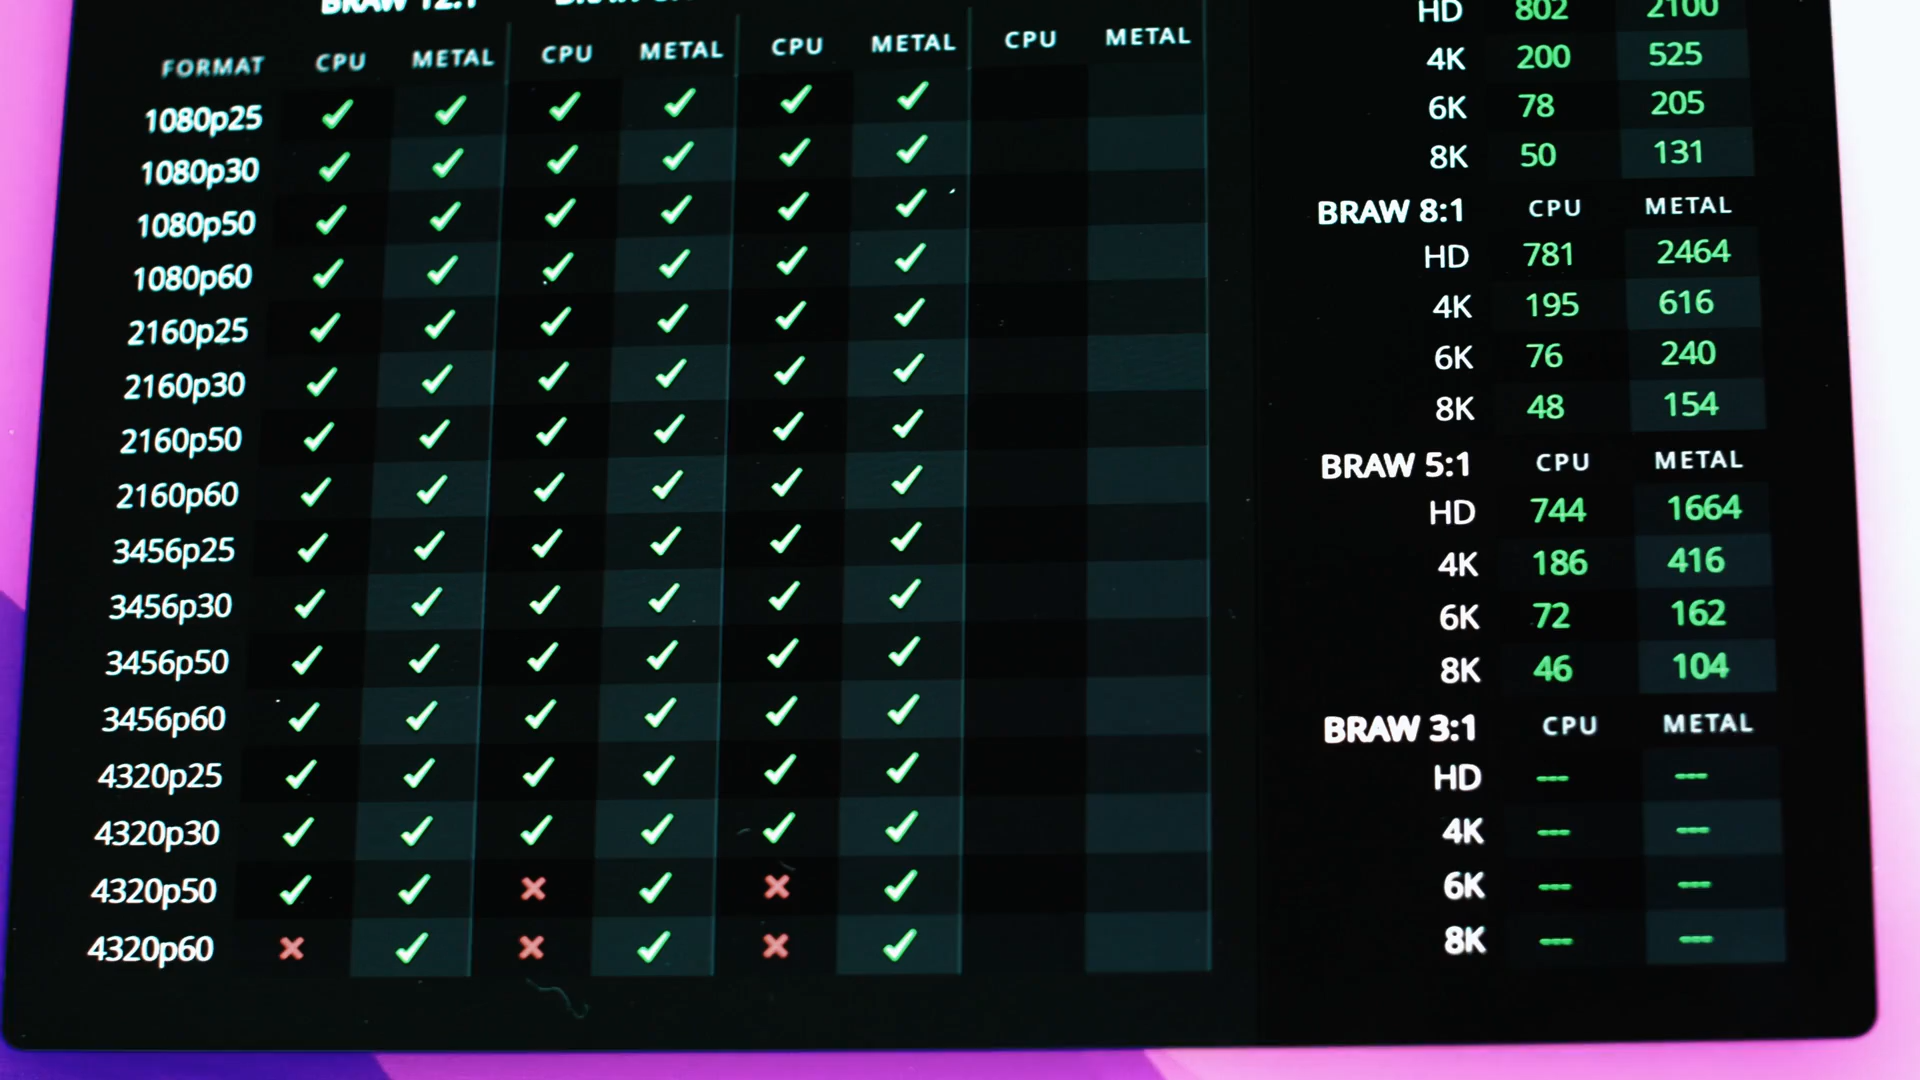 BRAW 12:1
FORMAT CPU METAL CPU METAL CPU METAL CPU METAL
1080p25
1080p30
1080p50
1080p60
2160p25
2160p30
2160p50
2160p60
3456p25
3456p30
3456p50
3456p60
4320p25
4320p30
4320p50
4320p60
HD 802 2100
4K 200 525
6K 78 205
8K 50 131
BRAW 8:1 CPU METAL
HD 781 2464
4K 195 616
6K 76 240
8K 48 154
BRAW 5:1 CPU METAL
HD 744 1664
4K 186 416
6K 72 162
8K 46 104
BRAW 3:1 CPU METAL
HD --- ---
4K --- ---
6K --- ---
8K --- ---